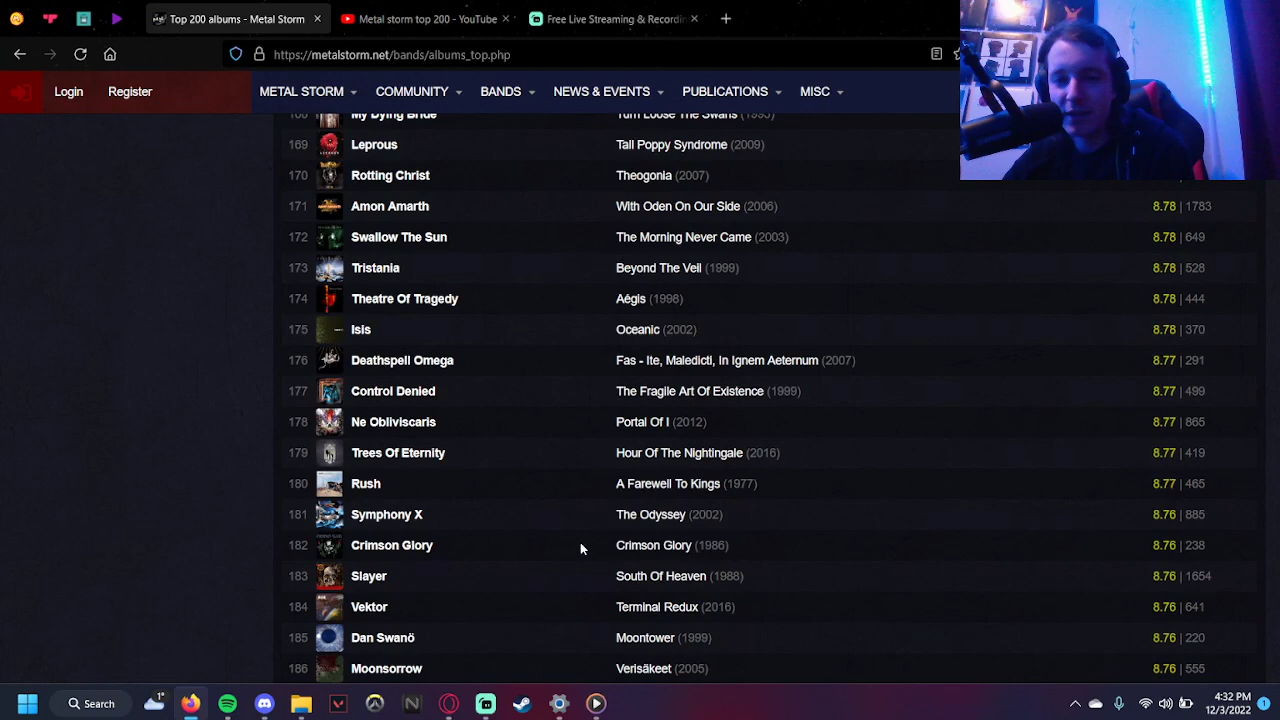 Top 200 albums - Metal Storm
Metal storm top 200 - YouTube
Free Live Streaming & Recordin
https://metalstorm.net/bands/albums_top.php
Login Register METAL STORM COMMUNITY BANDS NEWS & EVENTS PUBLICATIONS MISC
168 My Dying Bride Turn Loose The Swans (1993)
169 Leprous Tall Poppy Syndrome (2009)
170 Rotting Christ Theogonia (2007)
171 Amon Amarth With Oden On Our Side (2006) 8.78 | 1783
172 Swallow The Sun The Morning Never Came (2003) 8.78 | 649
173 Tristania Beyond The Veil (1999) 8.78 | 528
174 Theatre Of Tragedy Aégis (1998) 8.78 | 444
175 Isis Oceanic (2002) 8.78 | 370
176 Deathspell Omega Fas - Ite, Maledicti, In Ignem Aeternum (2007) 8.77 | 291
177 Control Denied The Fragile Art Of Existence (1999) 8.77 | 499
178 Ne Obliviscaris Portal Of I (2012) 8.77 | 865
179 Trees Of Eternity Hour Of The Nightingale (2016) 8.77 | 419
180 Rush A Farewell To Kings (1977) 8.77 | 465
181 Symphony X The Odyssey (2002) 8.76 | 885
182 Crimson Glory Crimson Glory (1986) 8.76 | 238
183 Slayer South Of Heaven (1988) 8.76 | 1654
184 Vektor Terminal Redux (2016) 8.76 | 641
185 Dan Swanö Moontower (1999) 8.76 | 220
186 Moonsorrow Verisäkeet (2005) 8.76 | 555
Search
4:32 PM
12/3/2022